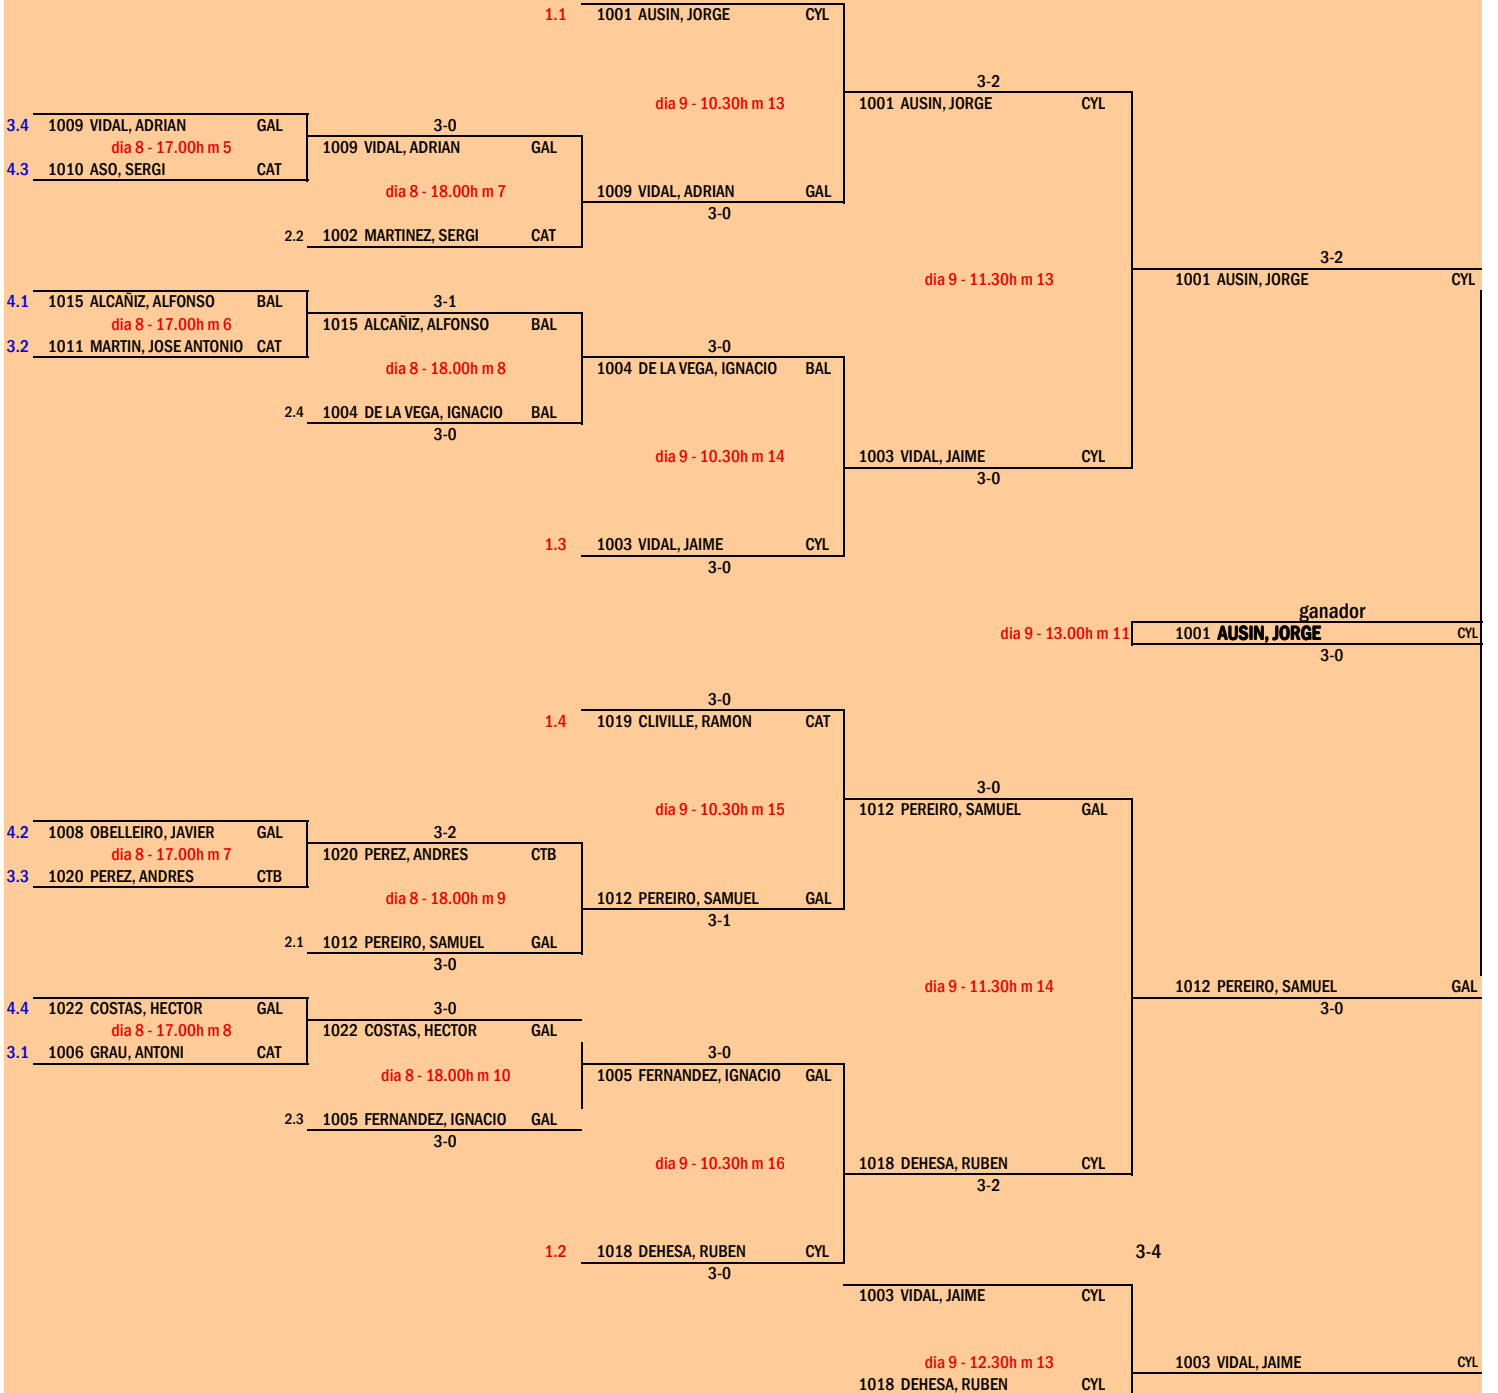 1.1 1001 AUSIN, JORGE CYL
3-2
dia 9 - 10.30h m 13 1001 AUSIN, JORGE CYL
3.4 1009 VIDAL, ADRIAN GAL 3-0
dia 8 - 17.00h m 5 1009 VIDAL, ADRIAN GAL
4.3 1010 ASO, SERGI CAT
dia 8 - 18.00h m 7 1009 VIDAL, ADRIAN GAL
3-0
2.2 1002 MARTINEZ, SERGI CAT
3-2
dia 9 - 11.30h m 13 1001 AUSIN, JORGE CYL
4.1 1015 ALCAÑIZ, ALFONSO BAL 3-1
dia 8 - 17.00h m 6 1015 ALCAÑIZ, ALFONSO BAL
3.2 1011 MARTIN, JOSE ANTONIO CAT 3-0
dia 8 - 18.00h m 8 1004 DE LA VEGA, IGNACIO BAL
2.4 1004 DE LA VEGA, IGNACIO BAL
3-0
dia 9 - 10.30h m 14 1003 VIDAL, JAIME CYL
3-0
1.3 1003 VIDAL, JAIME CYL
3-0
ganador
dia 9 - 13.00h m 11 1001 AUSIN, JORGE CYL
3-0
3-0
1.4 1019 CLIVILLE, RAMON CAT
3-0
dia 9 - 10.30h m 15 1012 PEREIRO, SAMUEL GAL
4.2 1008 OBELLEIRO, JAVIER GAL 3-2
dia 8 - 17.00h m 7 1020 PEREZ, ANDRES CTB
3.3 1020 PEREZ, ANDRES CTB
dia 8 - 18.00h m 9 1012 PEREIRO, SAMUEL GAL
3-1
2.1 1012 PEREIRO, SAMUEL GAL
3-0
dia 9 - 11.30h m 14 1012 PEREIRO, SAMUEL GAL
4.4 1022 COSTAS, HECTOR GAL 3-0 3-0
dia 8 - 17.00h m 8 1022 COSTAS, HECTOR GAL
3.1 1006 GRAU, ANTONI CAT 3-0
dia 8 - 18.00h m 10 1005 FERNANDEZ, IGNACIO GAL
2.3 1005 FERNANDEZ, IGNACIO GAL
3-0
dia 9 - 10.30h m 16 1018 DEHESA, RUBEN CYL
3-2
1.2 1018 DEHESA, RUBEN CYL 3-4
3-0
1003 VIDAL, JAIME CYL
dia 9 - 12.30h m 13 1003 VIDAL, JAIME CYL
1018 DEHESA, RUBEN CYL